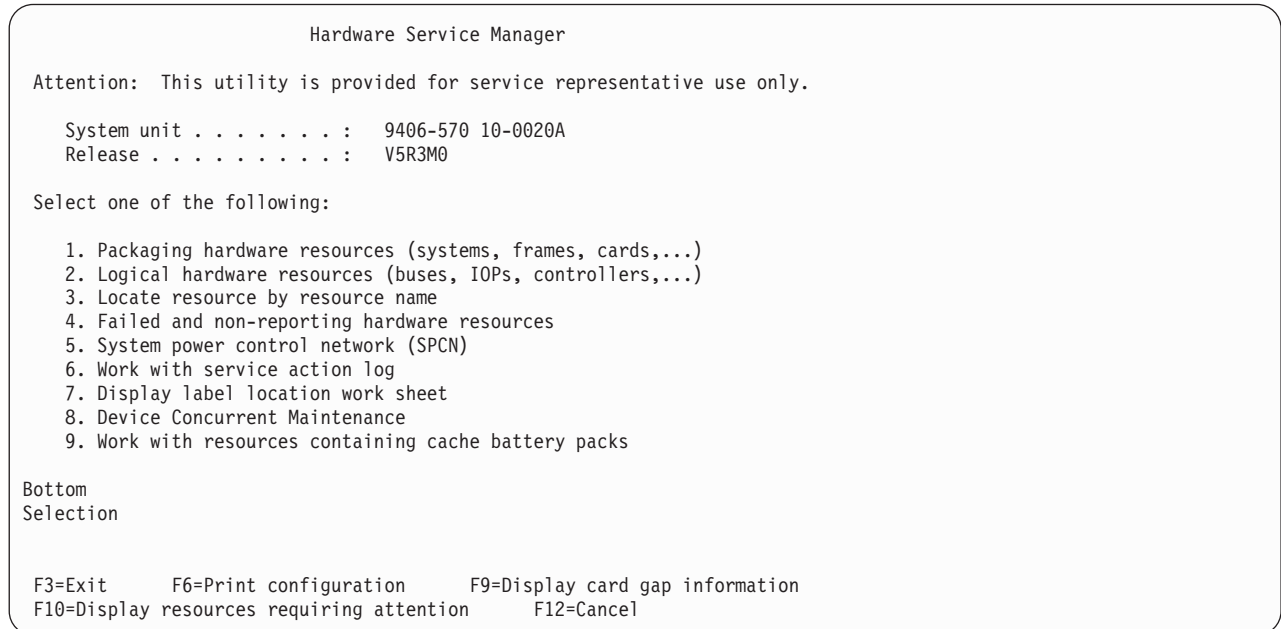 Hardware Service Manager
Attention:  This utility is provided for service representative use only.
System unit . . . . . . . :   9406-570 10-0020A
Release . . . . . . . . . :   V5R3M0
Select one of the following:
1. Packaging hardware resources (systems, frames, cards,...)
2. Logical hardware resources (buses, IOPs, controllers,...)
3. Locate resource by resource name
4. Failed and non-reporting hardware resources
5. System power control network (SPCN)
6. Work with service action log
7. Display label location work sheet
8. Device Concurrent Maintenance
9. Work with resources containing cache battery packs
Bottom
Selection
F3=Exit      F6=Print configuration      F9=Display card gap information
F10=Display resources requiring attention      F12=Cancel